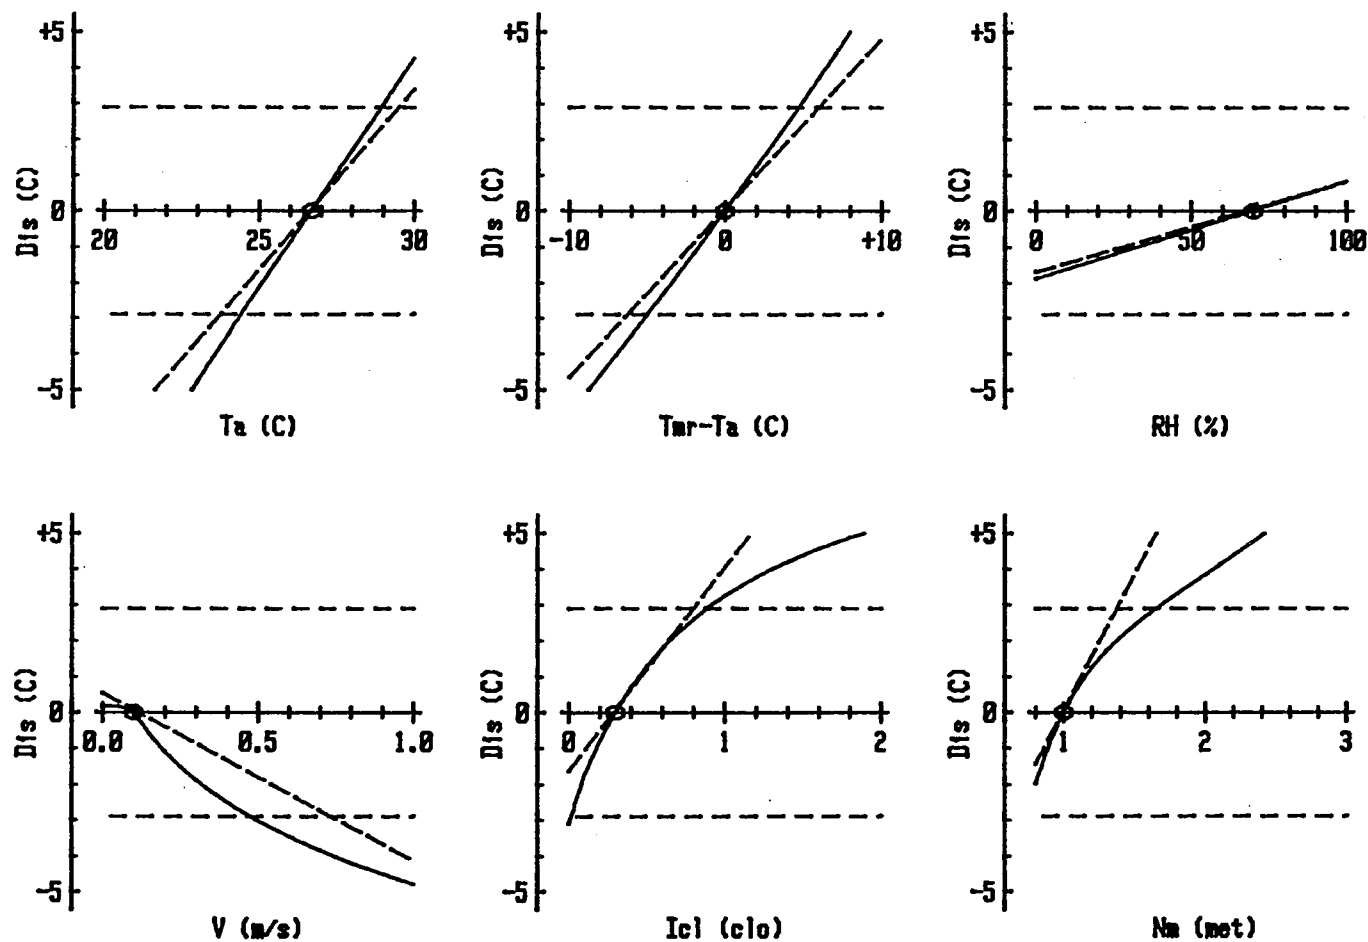 +5
Dis (C)
0
-5
20 25 30
Ta (C)
+5
Dis (C)
0
-5
-10 0 +10
Tmr-Ta (C)
+5
Dis (C)
0
-5
0 50 100
RH (%)
+5
Dis (C)
0
-5
0.0 0.5 1.0
V (m/s)
+5
Dis (C)
0
-5
0 1 2
Icl (clo)
+5
Dis (C)
0
-5
1 2 3
Nm (met)